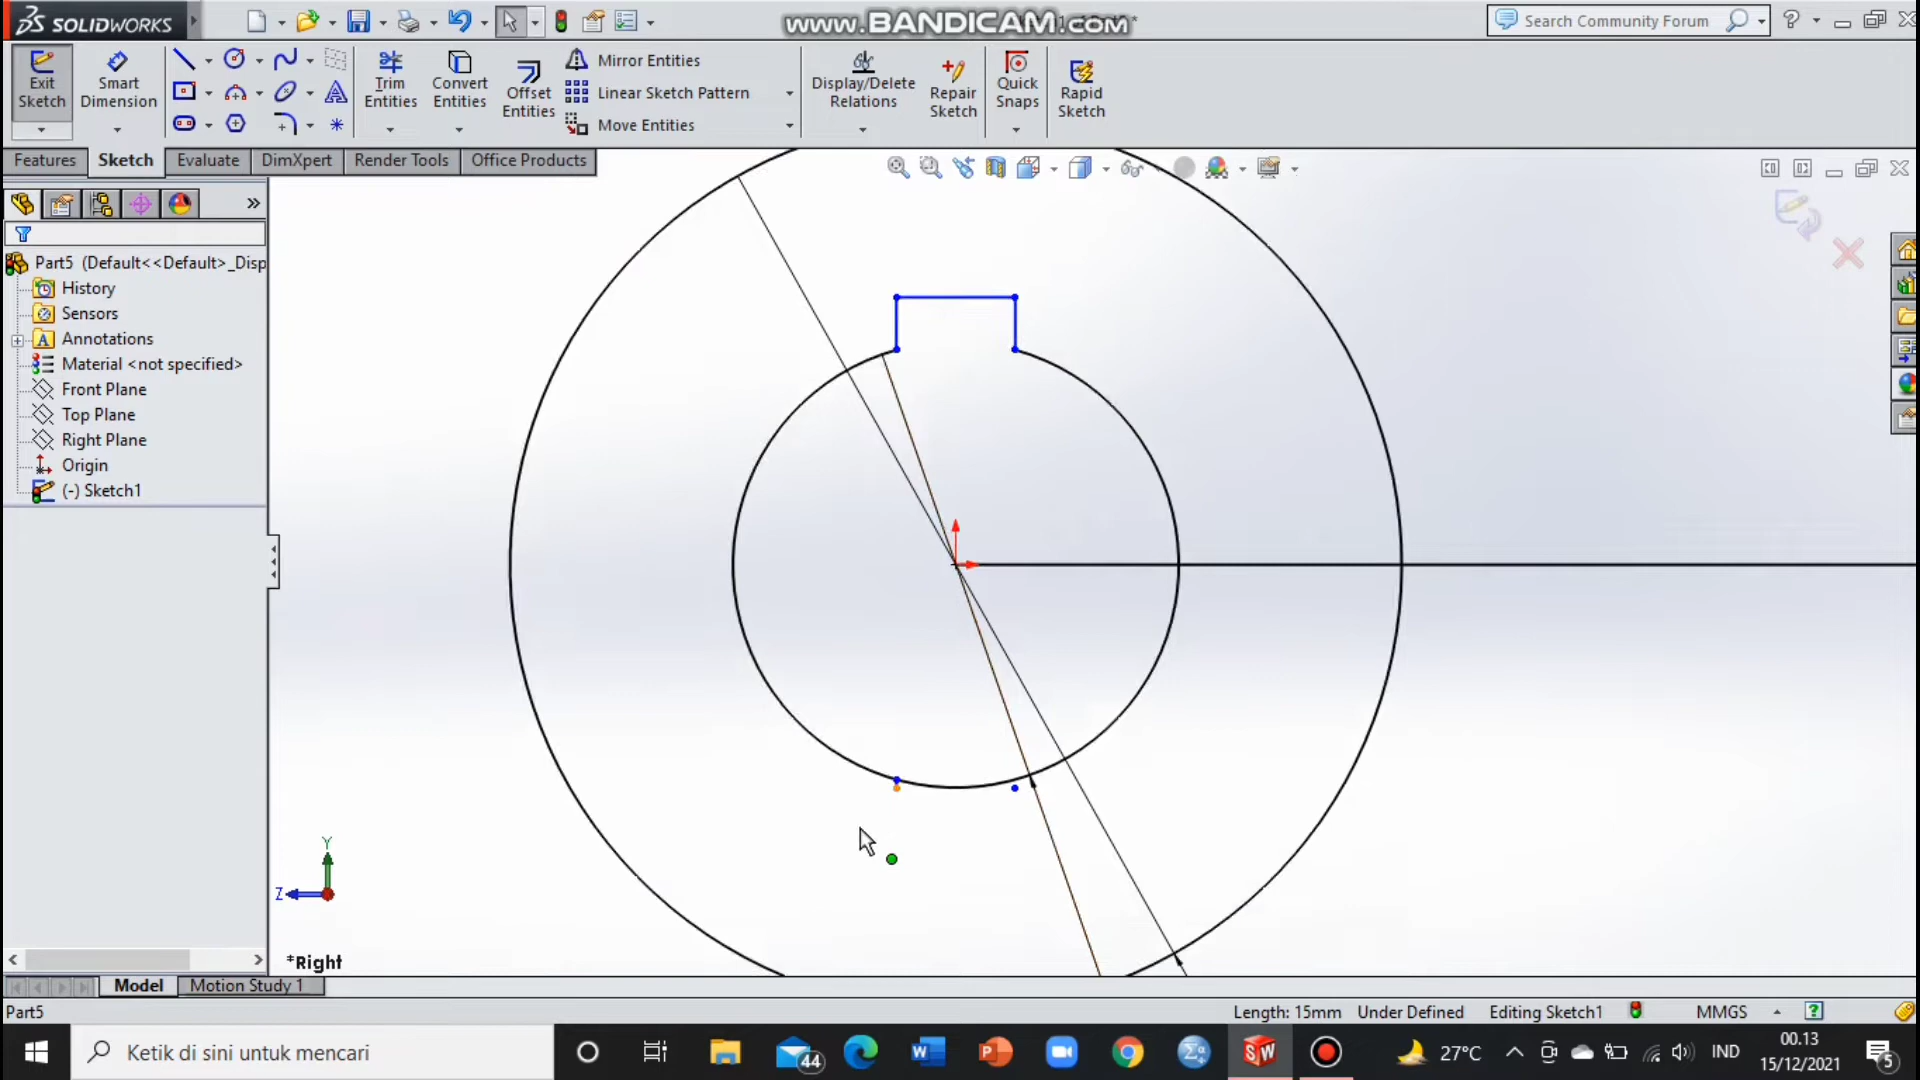 SOLIDWORKS
www.BANDICAM.com
Search Community Forum
Exit Sketch
Smart Dimension
Trim Entities
Convert Entities
Offset Entities
Mirror Entities
Linear Sketch Pattern
Move Entities
Display/Delete Relations
Repair Sketch
Quick Snaps
Rapid Sketch
Features
Sketch
Evaluate
DimXpert
Render Tools
Office Products
Part5 (Default<<Default>_Disp
History
Sensors
Annotations
Material <not specified>
Front Plane
Top Plane
Right Plane
Origin
(-) Sketch1
Y
Z
*Right
Model
Motion Study 1
Part5
Length: 15mm
Under Defined
Editing Sketch1
MMGS
Ketik di sini untuk mencari
44
27°C
IND
00.13
15/12/2021
5